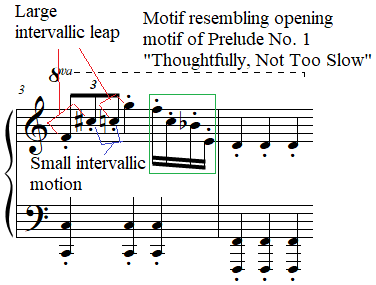 Large
intervallic leap
Motif resembling opening
motif of Prelude No. 1
"Thoughtfully, Not Too Slow"
8va
3
3
Small intervallic
motion